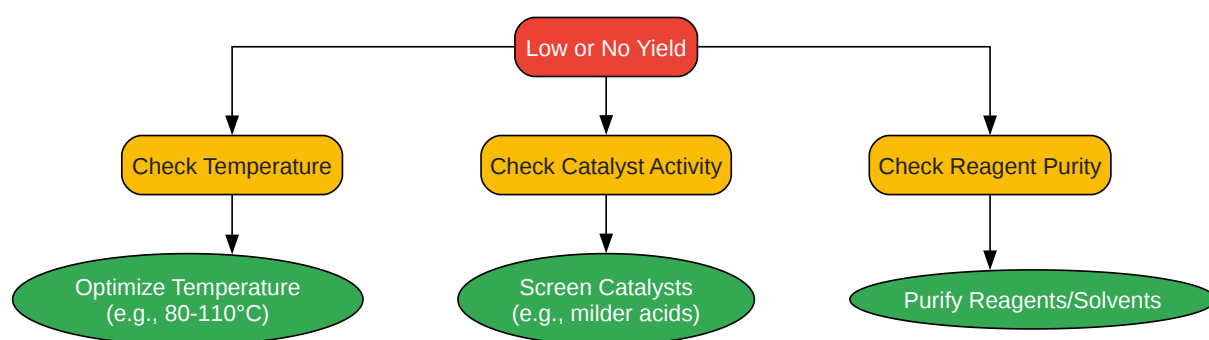 Low or No Yield
Check Temperature
Check Catalyst Activity
Check Reagent Purity
Optimize Temperature
(e.g., 80-110°C)
Screen Catalysts
(e.g., milder acids)
Purify Reagents/Solvents